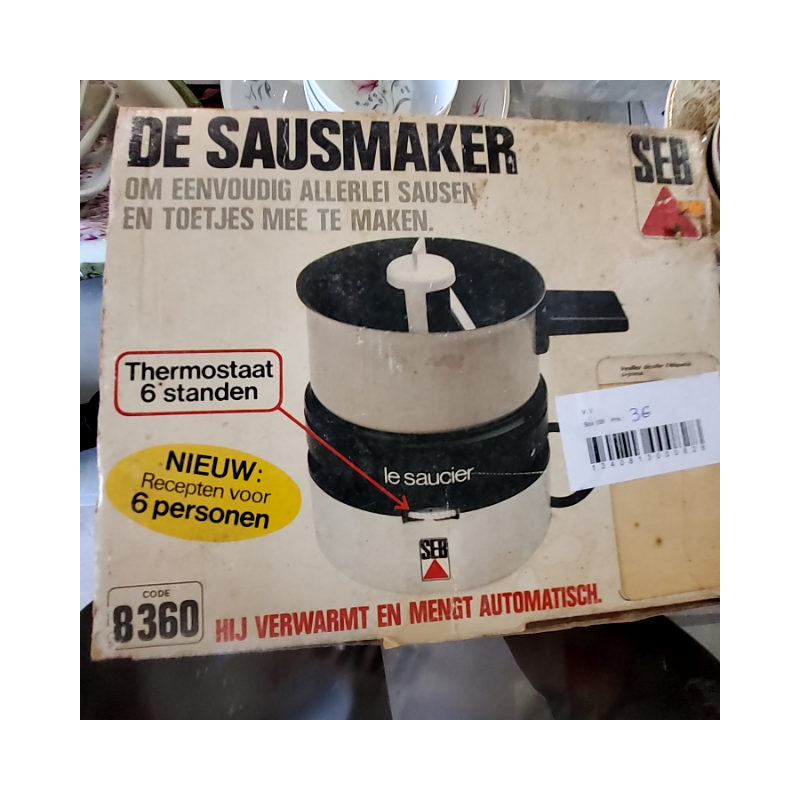 DE SAUSMAKER
SEB
OM EENVOUDIG ALLERLEI SAUSEN
EN TOETJES MEE TE MAKEN.
Thermostaat
6 standen
36
le saucier
NIEUW:
Recepten voor
6 personen
SEB
CODE
8360
HIJ VERWARMT EN MENGT AUTOMATISCH.